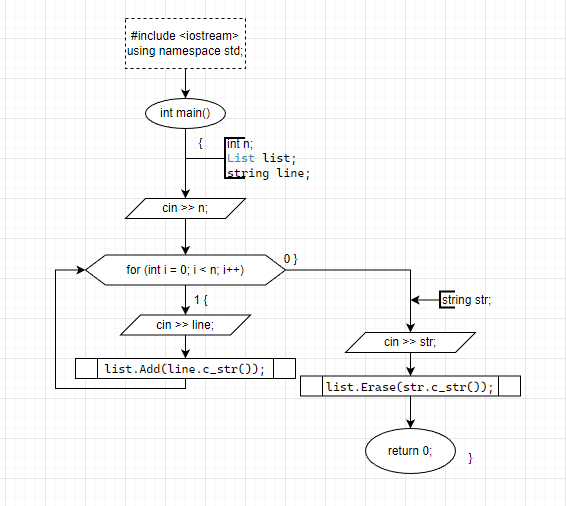 #include <iostream>
using namespace std;
int main()
{
int n;
List list;
string line;
cin >> n;
for (int i = 0; i < n; i++)
0 }
1 {
string str;
cin >> line;
cin >> str;
list.Add(line.c_str());
list.Erase(str.c_str());
return 0;
}